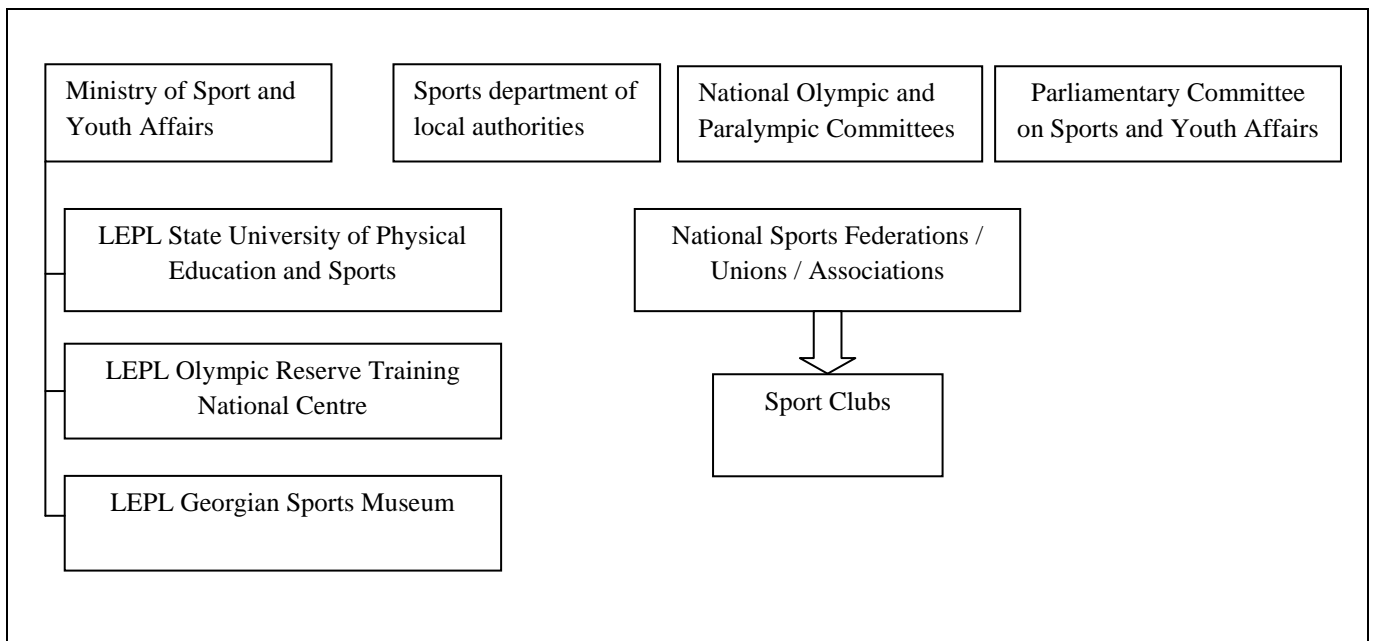 Ministry of Sport and
Youth Affairs
Sports department of
local authorities
National Olympic and
Paralympic Committees
Parliamentary Committee
on Sports and Youth Affairs
LEPL State University of Physical
Education and Sports
National Sports Federations /
Unions / Associations
LEPL Olympic Reserve Training
National Centre
Sport Clubs
LEPL Georgian Sports Museum